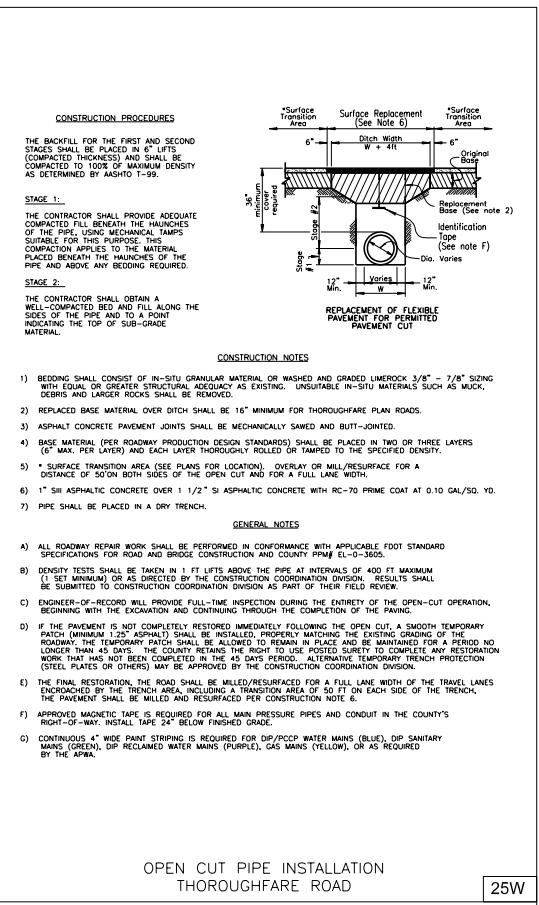 CONSTRUCTION PROCEDURES
THE BACKFILL FOR THE FIRST AND SECOND
STAGES SHALL BE PLACED IN 6" LIFTS
(COMPACTED THICKNESS) AND SHALL BE
COMPACTED TO 100% OF MAXIMUM DENSITY
AS DETERMINED BY AASHTO T-99.
STAGE 1:
THE CONTRACTOR SHALL PROVIDE ADEQUATE
COMPACTED FILL BENEATH THE HAUNCHES
OF THE PIPE, USING MECHANICAL TAMPS
SUITABLE FOR THIS PURPOSE. THIS
COMPACTION APPLIES TO THE MATERIAL
PLACED BENEATH THE HAUNCHES OF THE
PIPE AND ABOVE ANY BEDDING REQUIRED.
STAGE 2:
THE CONTRACTOR SHALL OBTAIN A
WELL-COMPACTED BED AND FILL ALONG THE
SIDES OF THE PIPE AND TO A POINT
INDICATING THE TOP OF SUB-GRADE
MATERIAL.
*Surface
Transition
Area
Surface Replacement
(See Note 6)
*Surface
Transition
Area
6"
Ditch Width
W + 4ft
6"
Original
Base
36"
minimum
cover
required
Stage #2
Stage
#1
Replacement
Base (See note 2)
Identification
Tape
(See note F)
Dia. Varies
12"
Min.
Varies
W
12"
Min.
REPLACEMENT OF FLEXIBLE
PAVEMENT FOR PERMITTED
PAVEMENT CUT
CONSTRUCTION NOTES
1) BEDDING SHALL CONSIST OF IN-SITU GRANULAR MATERIAL OR WASHED AND GRADED LIMEROCK 3/8" - 7/8" SIZING
WITH EQUAL OR GREATER STRUCTURAL ADEQUACY AS EXISTING. UNSUITABLE IN-SITU MATERIALS SUCH AS MUCK,
DEBRIS AND LARGER ROCKS SHALL BE REMOVED.
2) REPLACED BASE MATERIAL OVER DITCH SHALL BE 16" MINIMUM FOR THOROUGHFARE PLAN ROADS.
3) ASPHALT CONCRETE PAVEMENT JOINTS SHALL BE MECHANICALLY SAWED AND BUTT-JOINTED.
4) BASE MATERIAL (PER ROADWAY PRODUCTION DESIGN STANDARDS) SHALL BE PLACED IN TWO OR THREE LAYERS
(6" MAX. PER LAYER) AND EACH LAYER THOROUGHLY ROLLED OR TAMPED TO THE SPECIFIED DENSITY.
5) * SURFACE TRANSITION AREA (SEE PLANS FOR LOCATION). OVERLAY OR MILL/RESURFACE FOR A
DISTANCE OF 50'ON BOTH SIDES OF THE OPEN CUT AND FOR A FULL LANE WIDTH.
6) 1" SIII ASPHALTIC CONCRETE OVER 1 1/2" SI ASPHALTIC CONCRETE WITH RC-70 PRIME COAT AT 0.10 GAL/SQ. YD.
7) PIPE SHALL BE PLACED IN A DRY TRENCH.
GENERAL NOTES
A) ALL ROADWAY REPAIR WORK SHALL BE PERFORMED IN CONFORMANCE WITH APPLICABLE FDOT STANDARD
SPECIFICATIONS FOR ROAD AND BRIDGE CONSTRUCTION AND COUNTY PPM# EL-0-3605.
B) DENSITY TESTS SHALL BE TAKEN IN 1 FT LIFTS ABOVE THE PIPE AT INTERVALS OF 400 FT MAXIMUM
(1 SET MINIMUM) OR AS DIRECTED BY THE CONSTRUCTION COORDINATION DIVISION. RESULTS SHALL
BE SUBMITTED TO CONSTRUCTION COORDINATION DIVISION AS PART OF THEIR FIELD REVIEW.
C) ENGINEER-OF-RECORD WILL PROVIDE FULL-TIME INSPECTION DURING THE ENTIRETY OF THE OPEN-CUT OPERATION,
BEGINNING WITH THE EXCAVATION AND CONTINUING THROUGH THE COMPLETION OF THE PAVING.
D) IF THE PAVEMENT IS NOT COMPLETELY RESTORED IMMEDIATELY FOLLOWING THE OPEN CUT, A SMOOTH TEMPORARY
PATCH (MINIMUM 1.25" ASPHALT) SHALL BE INSTALLED, PROPERLY MATCHING THE EXISTING GRADING OF THE
ROADWAY. THE TEMPORARY PATCH SHALL BE ALLOWED TO REMAIN IN PLACE AND BE MAINTAINED FOR A PERIOD NO
LONGER THAN 45 DAYS. THE COUNTY RETAINS THE RIGHT TO USE POSTED SURETY TO COMPLETE ANY RESTORATION
WORK THAT HAS NOT BEEN COMPLETED IN THE 45 DAYS PERIOD. ALTERNATIVE TEMPORARY TRENCH PROTECTION
(STEEL PLATES OR OTHERS) MAY BE APPROVED BY THE CONSTRUCTION COORDINATION DIVISION.
E) THE FINAL RESTORATION, THE ROAD SHALL BE MILLED/RESURFACED FOR A FULL LANE WIDTH OF THE TRAVEL LANES
ENCROACHED BY THE TRENCH AREA, INCLUDING A TRANSITION AREA OF 50 FT ON EACH SIDE OF THE TRENCH,
THE PAVEMENT SHALL BE MILLED AND RESURFACED PER CONSTRUCTION NOTE 6.
F) APPROVED MAGNETIC TAPE IS REQUIRED FOR ALL MAIN PRESSURE PIPES AND CONDUIT IN THE COUNTY'S
RIGHT-OF-WAY. INSTALL TAPE 24" BELOW FINISHED GRADE.
G) CONTINUOUS 4" WIDE PAINT STRIPING IS REQUIRED FOR DIP/PCCP WATER MAINS (BLUE), DIP SANITARY
MAINS (GREEN), DIP RECLAIMED WATER MAINS (PURPLE), GAS MAINS (YELLOW), OR AS REQUIRED
BY THE APWA.
OPEN CUT PIPE INSTALLATION
THOROUGHFARE ROAD
25W